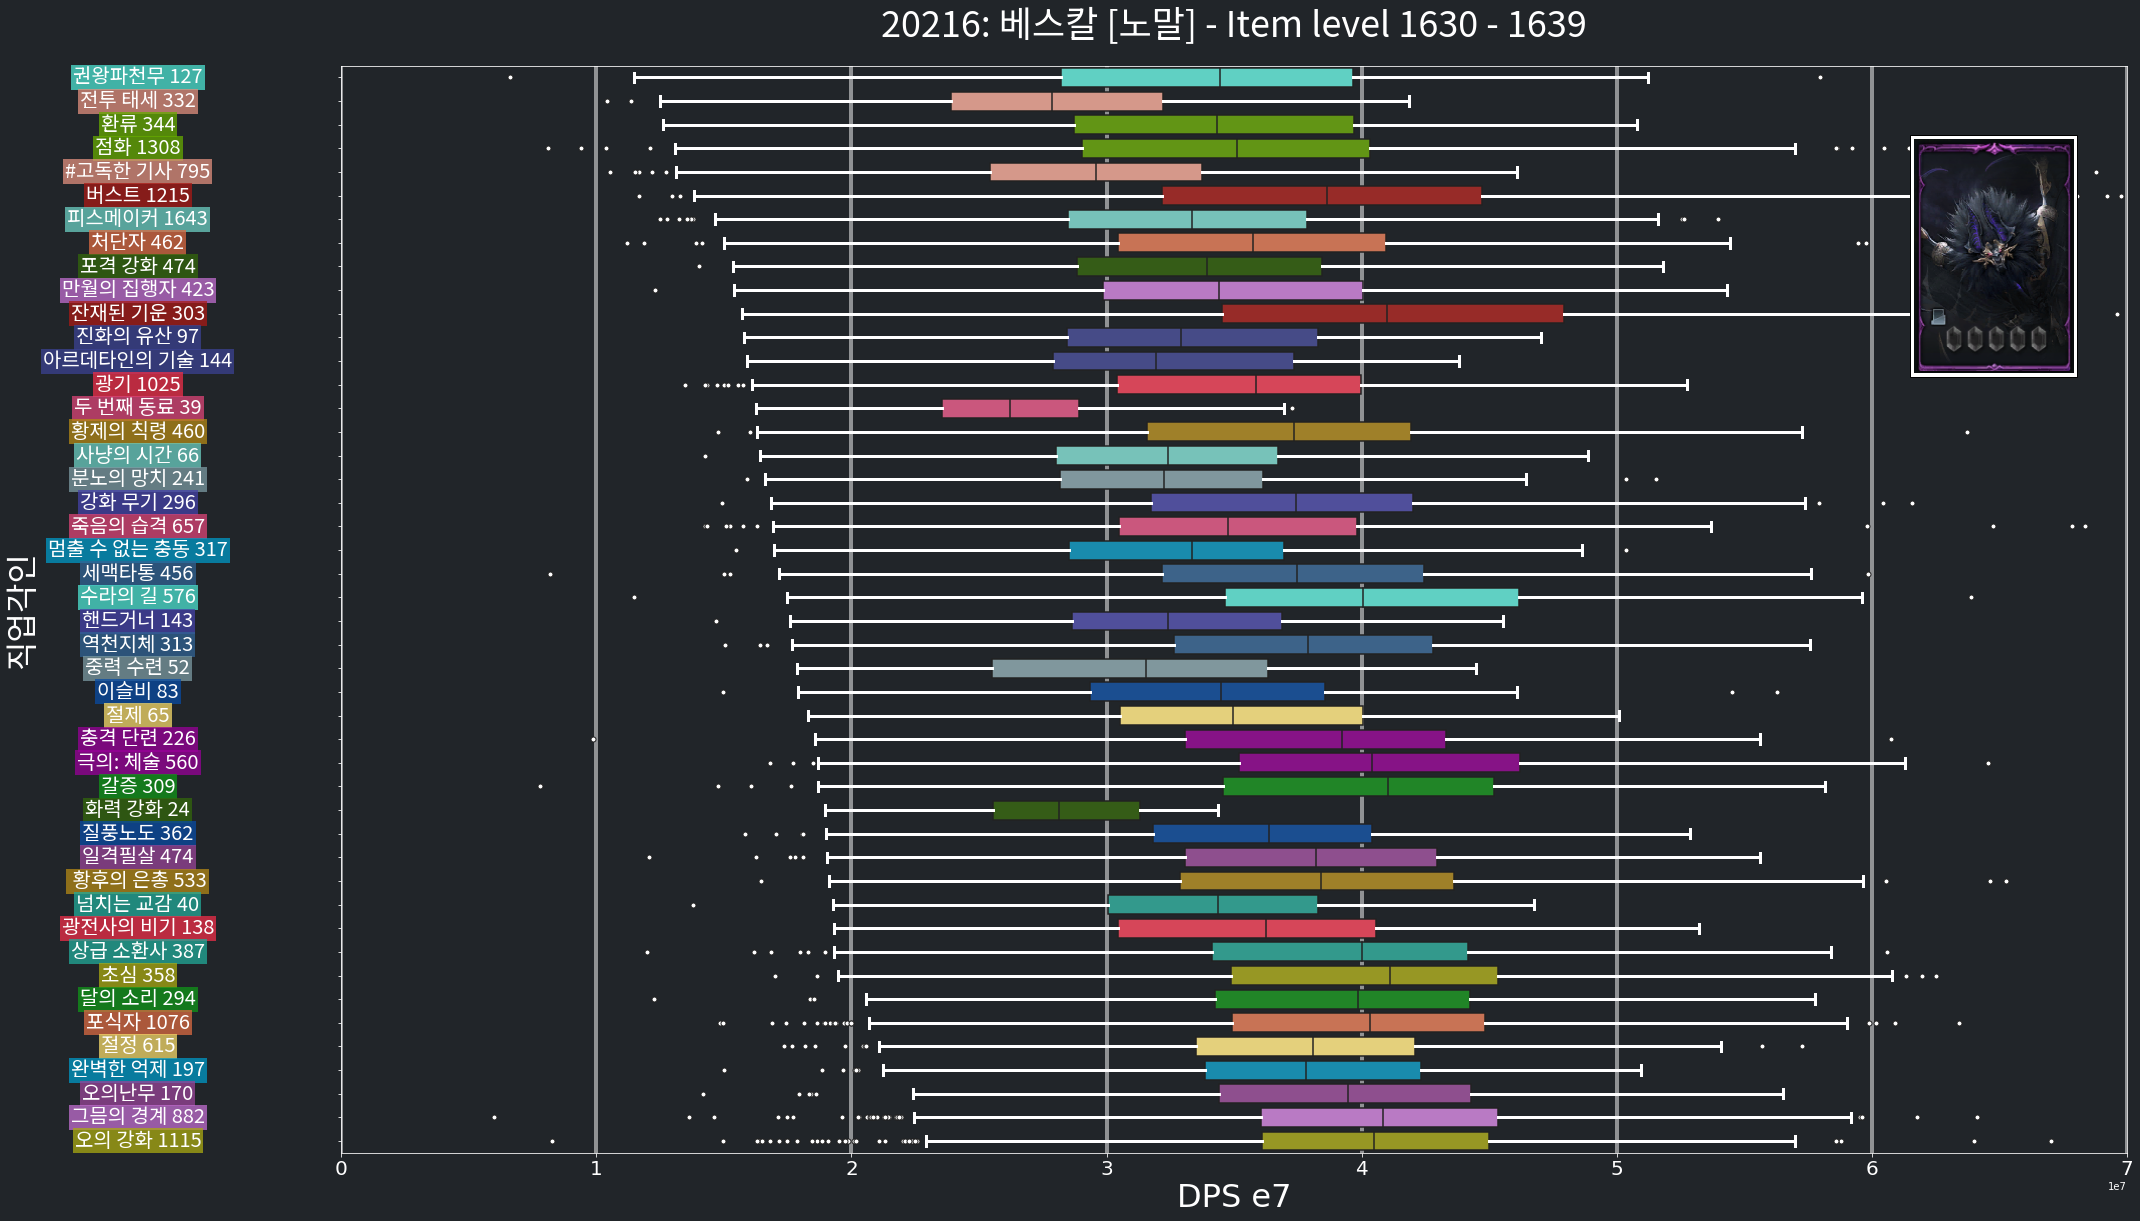 20216: 베스칼 [노말] - Item level 1630 - 1639
권왕파천무 127
전투 태세 332
환류 344
점화 1308
#고독한 기사 795
버스트 1215
피스메이커 1643
처단자 462
포격 강화 474
만월의 집행자 423
잔재된 기운 303
진화의 유산 97
아르데타인의 기술 144
광기 1025
두 번째 동료 39
황제의 칙령 460
사냥의 시간 66
분노의 망치 241
강화 무기 296
죽음의 습격 657
멈출 수 없는 충동 317
세맥타통 456
수라의 길 576
핸드거너 143
역천지체 313
중력 수련 52
이슬비 83
절제 65
충격 단련 226
극의: 체술 560
갈증 309
화력 강화 24
질풍노도 362
일격필살 474
황후의 은총 533
넘치는 교감 40
광전사의 비기 138
상급 소환사 387
초심 358
달의 소리 294
포식자 1076
절정 615
완벽한 억제 197
오의난무 170
그믐의 경계 882
오의 강화 1115
직업각인
0 1 2 3 4 5 6 7
DPS e7
1e7